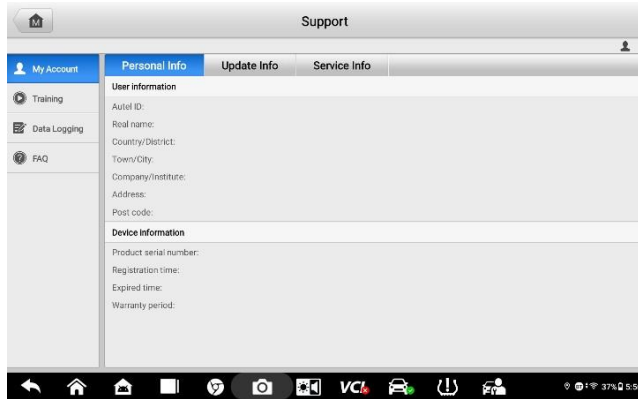 M
Support
My Account
Personal Info Update Info Service Info
User information
Training
Autel ID:
Real name:
Data Logging
Country/District:
FAQ
Town/City:
Company/Institute:
Address:
Post code:
Device information
Product serial number:
Registration time:
Expired time:
Warranty period:
VCI 37%